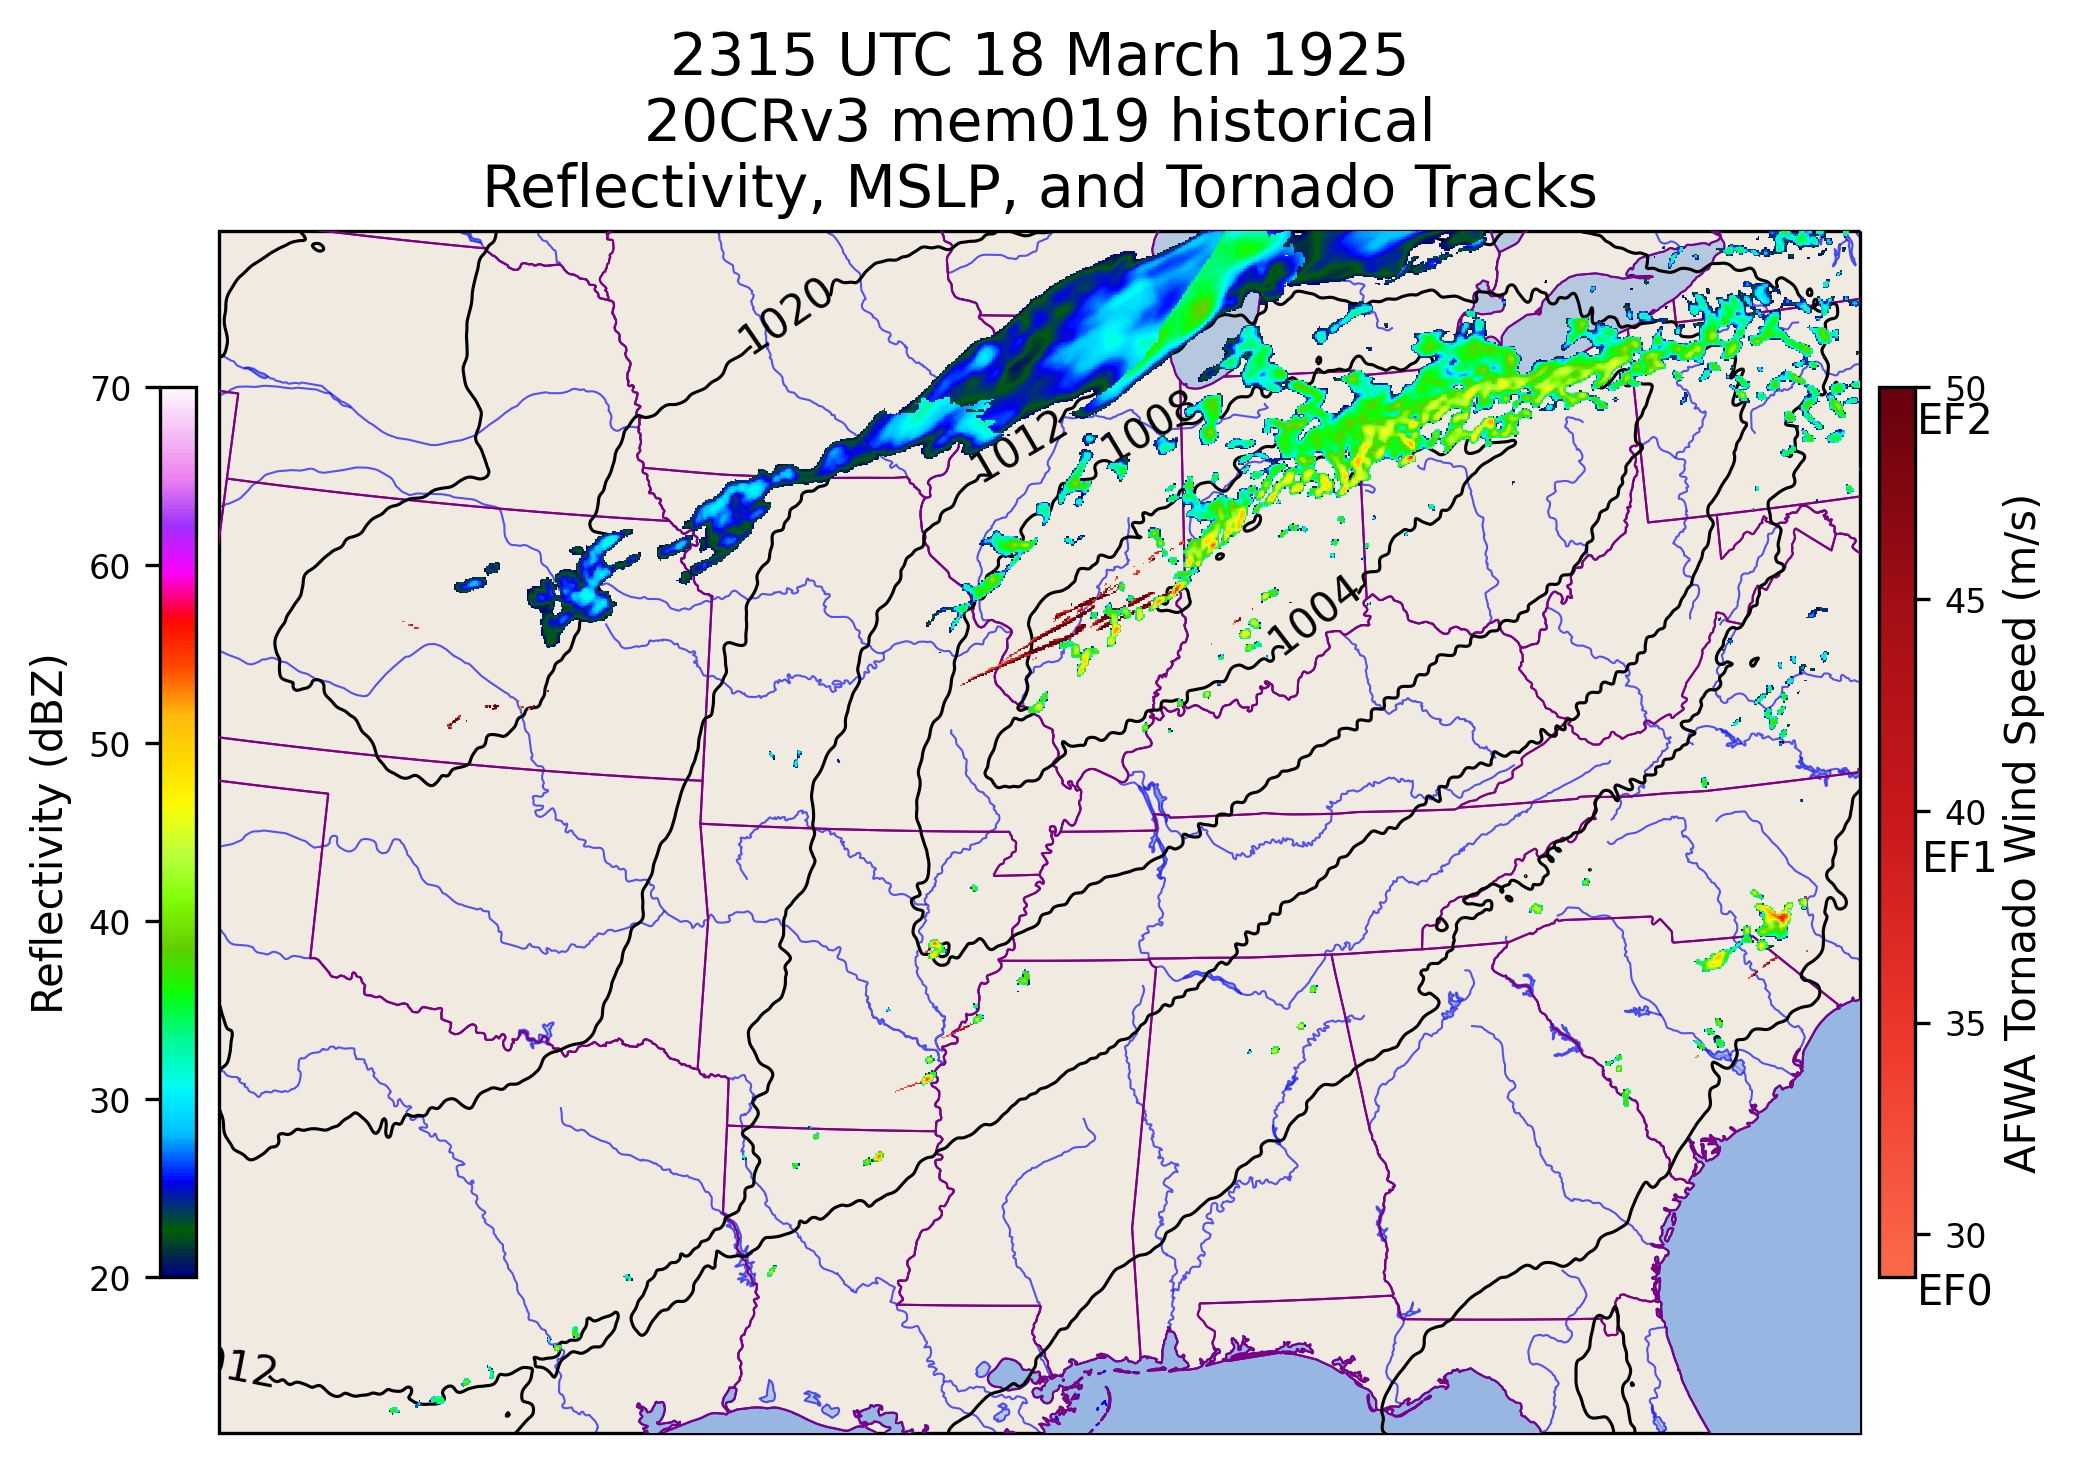 2315 UTC 18 March 1925
20CRv3 mem019 historical
Reflectivity, MSLP, and Tornado Tracks
1020
1012
1008
1004
012
Reflectivity (dBZ)
70
60
50
40
30
20
50
EF2
45
40
EF1
35
30
EF0
AFWA Tornado Wind Speed (m/s)